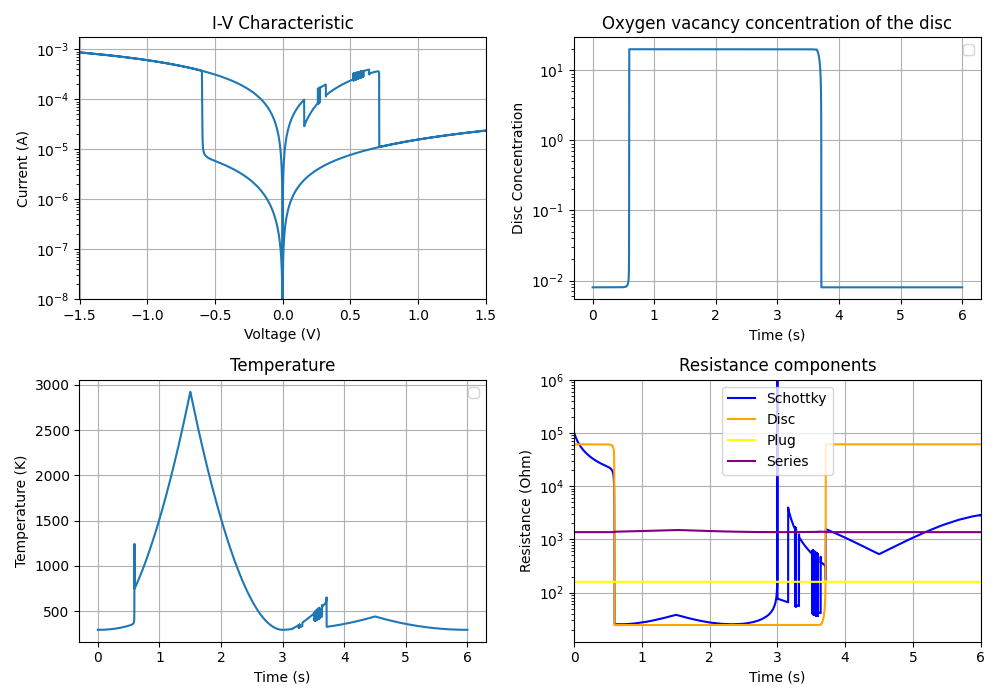 I-V Characteristic
Current (A)
10⁻³
10⁻⁴
10⁻⁵
10⁻⁶
10⁻⁷
10⁻⁸
−1.5 −1.0 −0.5 0.0 0.5 1.0 1.5
Voltage (V)
Oxygen vacancy concentration of the disc
Disc Concentration
10¹
10⁰
10⁻¹
10⁻²
0 1 2 3 4 5 6
Time (s)
Temperature
Temperature (K)
3000
2500
2000
1500
1000
500
0 1 2 3 4 5 6
Time (s)
Resistance components
Resistance (Ohm)
10⁶
10⁵
10⁴
10³
10²
Schottky
Disc
Plug
Series
0 1 2 3 4 5 6
Time (s)